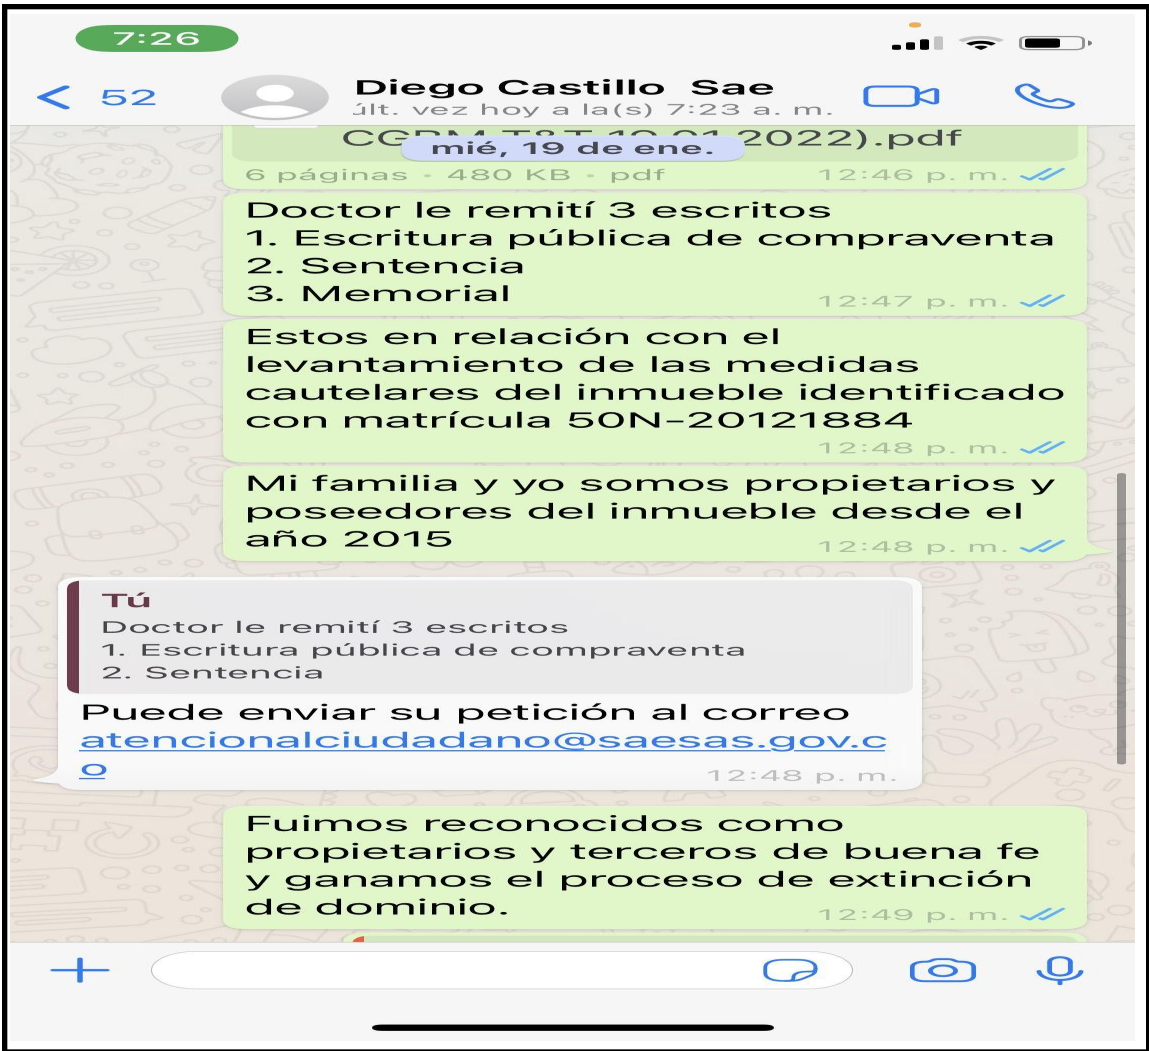 7:26
52
Diego Castillo Sae
últ. vez hoy a la(s) 7:23 a. m.
2022).pdf
mié, 19 de ene.
6 páginas · 480 KB · pdf 12:46 p. m.
Doctor le remití 3 escritos
1. Escritura pública de compraventa
2. Sentencia
3. Memorial 12:47 p. m.
Estos en relación con el
levantamiento de las medidas
cautelares del inmueble identificado
con matrícula 50N-20121884
12:48 p. m.
Mi familia y yo somos propietarios y
poseedores del inmueble desde el
año 2015 12:48 p. m.
Tú
Doctor le remití 3 escritos
1. Escritura pública de compraventa
2. Sentencia
Puede enviar su petición al correo
atencionalciudadano@saesas.gov.c
o 12:48 p. m.
Fuimos reconocidos como
propietarios y terceros de buena fe
y ganamos el proceso de extinción
de dominio. 12:49 p. m.